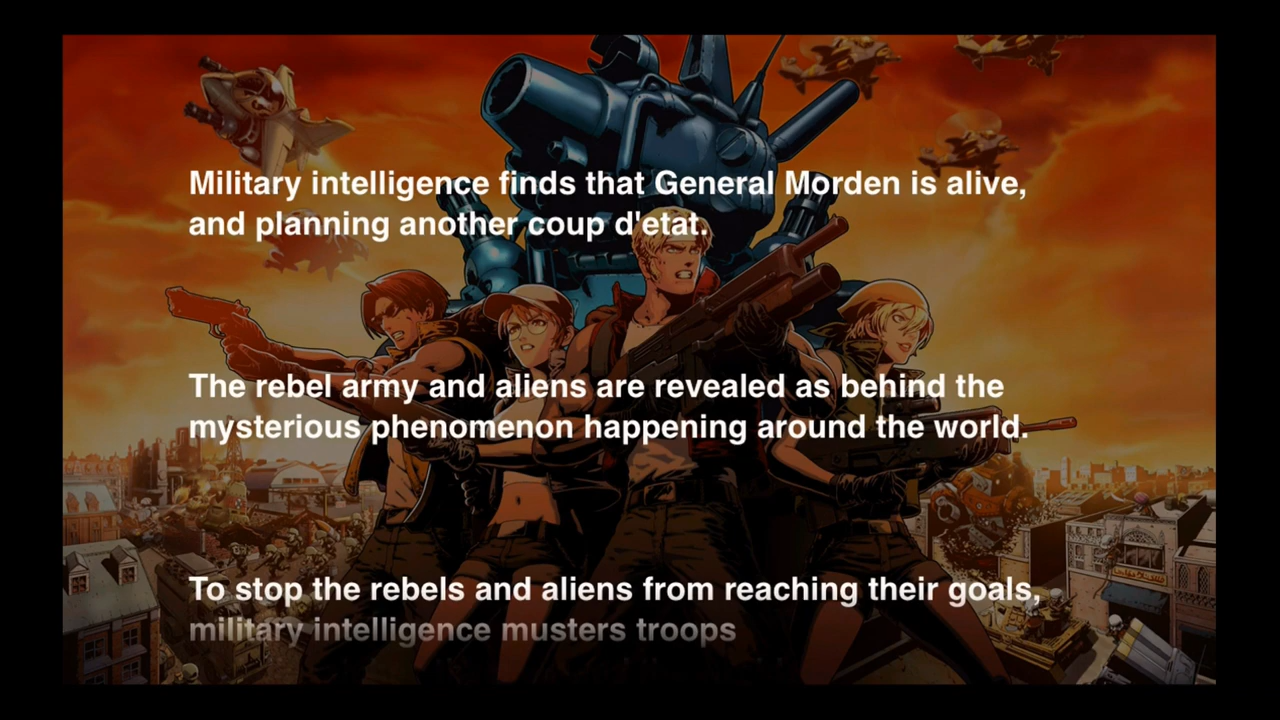 Military intelligence finds that General Morden is alive,
and planning another coup d'etat.
The rebel army and aliens are revealed as behind the
mysterious phenomenon happening around the world.
To stop the rebels and aliens from reaching their goals,
military intelligence musters troops